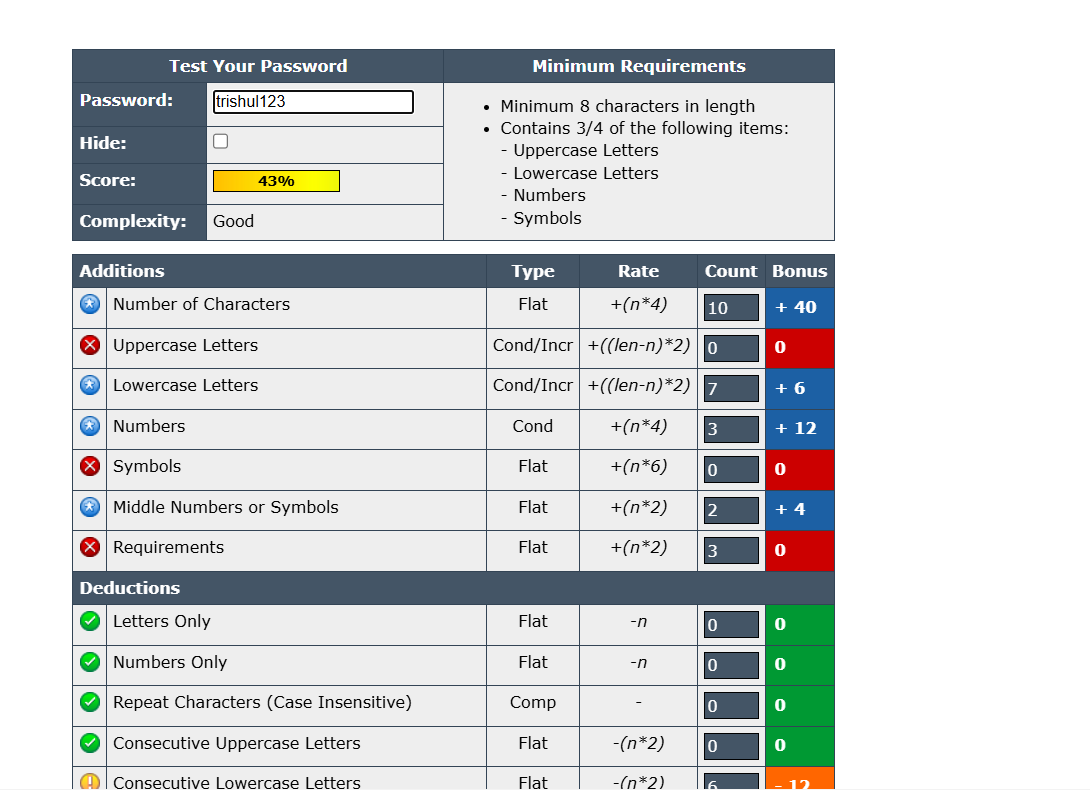 Test Your Password Minimum Requirements
Password: trishul123
Hide:
Score: 43%
Complexity: Good
• Minimum 8 characters in length
• Contains 3/4 of the following items:
- Uppercase Letters
- Lowercase Letters
- Numbers
- Symbols
Additions Type Rate Count Bonus
Number of Characters Flat +(n*4) 10 + 40
Uppercase Letters Cond/Incr +((len-n)*2) 0 0
Lowercase Letters Cond/Incr +((len-n)*2) 7 + 6
Numbers Cond +(n*4) 3 + 12
Symbols Flat +(n*6) 0 0
Middle Numbers or Symbols Flat +(n*2) 2 + 4
Requirements Flat +(n*2) 3 0
Deductions
Letters Only Flat -n 0 0
Numbers Only Flat -n 0 0
Repeat Characters (Case Insensitive) Comp - 0 0
Consecutive Uppercase Letters Flat -(n*2) 0 0
Consecutive Lowercase Letters Flat -(n*2) 6 - 12